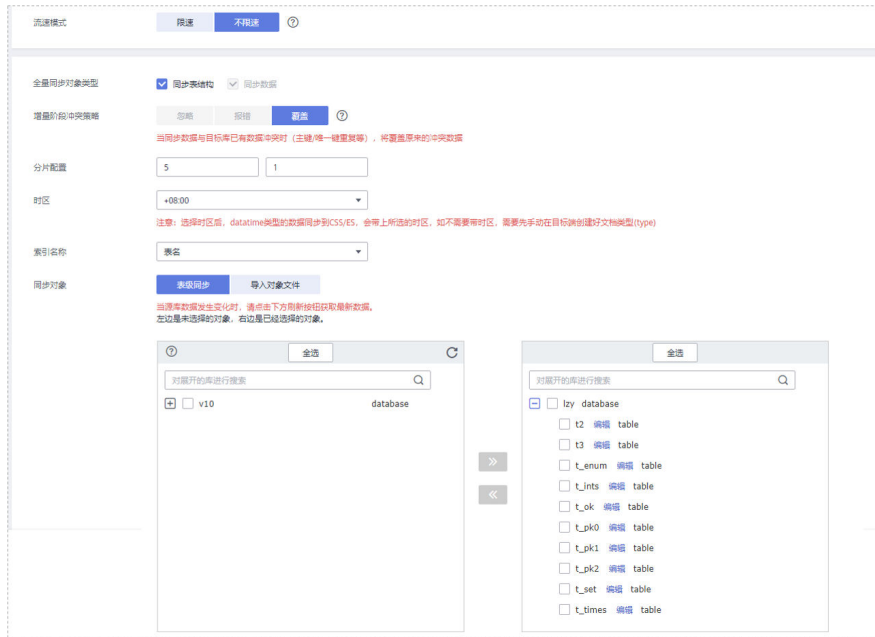 流速模式 限速 不限速
全量同步对象类型 同步表结构 同步数据
增量阶段冲突策略 忽略 报错 覆盖
当同步数据与目标库已有数据冲突时（主键/唯一键重复等），将覆盖原来的冲突数据
分片配置 5 1
时区 +08:00
注意：选择时区后，datatime类型的数据同步到CSS/ES，会带上所选的时区，如不需要带时区，需要先手动在目标端创建好文档类型(type)
索引名称 表名
同步对象 表级同步 导入对象文件
当源库数据发生变化时，请点击下方刷新按钮获取最新数据。
左边是未选择的对象，右边是已经选择的对象。
全选
对展开的库进行搜索
v10 database
全选
对展开的库进行搜索
lzy database
t2 编辑 table
t3 编辑 table
t_enum 编辑 table
t_ints 编辑 table
t_ok 编辑 table
t_pk0 编辑 table
t_pk1 编辑 table
t_pk2 编辑 table
t_set 编辑 table
t_times 编辑 table